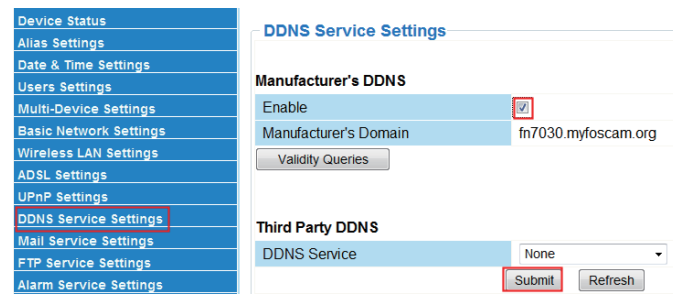 Device Status
Alias Settings
Date & Time Settings
Users Settings
Multi-Device Settings
Basic Network Settings
Wireless LAN Settings
ADSL Settings
UPnP Settings
DDNS Service Settings
Mail Service Settings
FTP Service Settings
Alarm Service Settings
DDNS Service Settings
Manufacturer's DDNS
Enable
Manufacturer's Domain fn7030.myfoscam.org
Validity Queries
Third Party DDNS
DDNS Service None
Submit Refresh